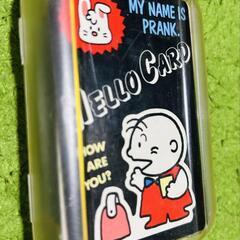 MY NAME IS
PRANK.
HELLO CARD
HOW ARE
YOU?